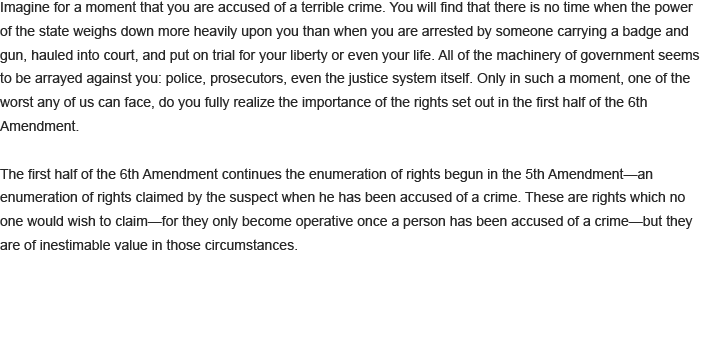 Imagine for a moment that you are accused of a terrible crime. You will find that there is no time when the power
of the state weighs down more heavily upon you than when you are arrested by someone carrying a badge and
gun, hauled into court, and put on trial for your liberty or even your life. All of the machinery of government seems
to be arrayed against you: police, prosecutors, even the justice system itself. Only in such a moment, one of the
worst any of us can face, do you fully realize the importance of the rights set out in the first half of the 6th
Amendment.
The first half of the 6th Amendment continues the enumeration of rights begun in the 5th Amendment—an
enumeration of rights claimed by the suspect when he has been accused of a crime. These are rights which no
one would wish to claim—for they only become operative once a person has been accused of a crime—but they
are of inestimable value in those circumstances.